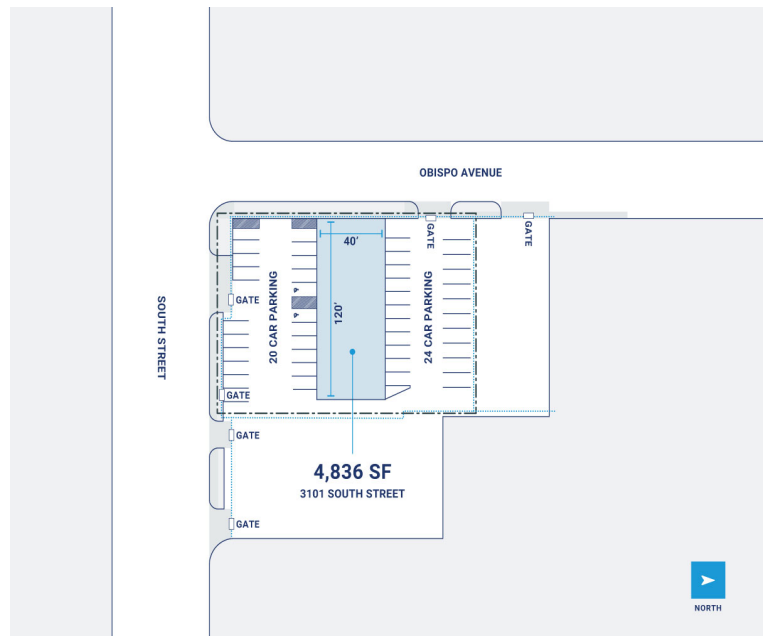 OBISPO AVENUE
GATE
GATE
40'
120'
GATE
20 CAR PARKING
24 CAR PARKING
SOUTH STREET
GATE
GATE
4,836 SF
3101 SOUTH STREET
GATE
NORTH